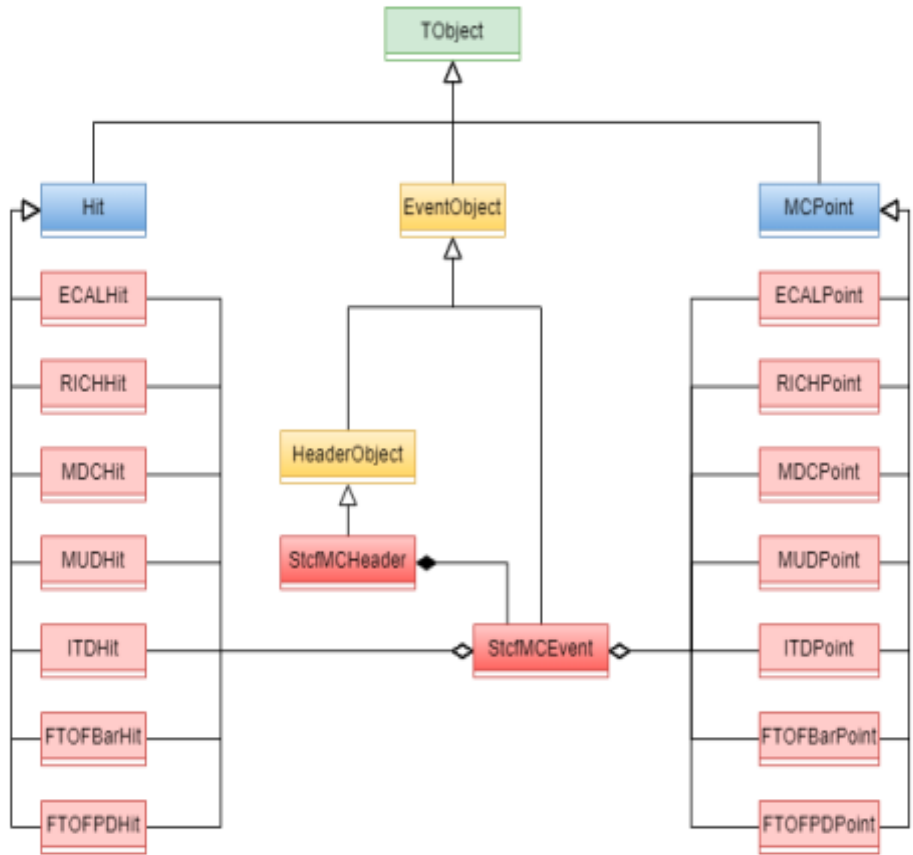 TObject
Hit
EventObject
MCPoint
ECALHit
ECALPoint
RICHHit
RICHPoint
HeaderObject
MDCHit
MDCPoint
StcfMCHeader
MUDHit
MUDPoint
ITDHit
StcfMCEvent
ITDPoint
FTOFBarHit
FTOFBarPoint
FTOFPDHit
FTOFPDPoint